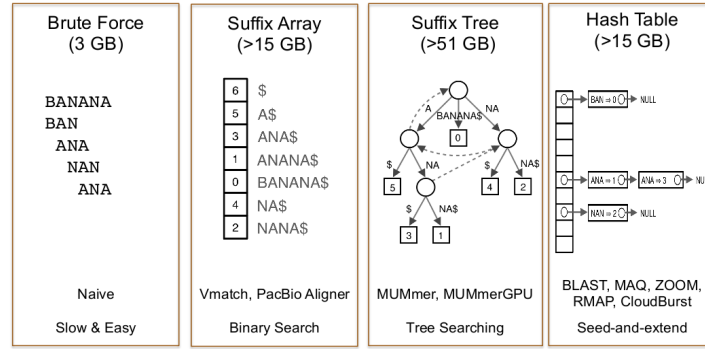 Brute Force
(3 GB)
BANANA
BAN
ANA
NAN
ANA
Naive
Slow & Easy
Suffix Array
(>15 GB)
6 $
5 A$
3 ANA$
1 ANANA$
0 BANANA$
4 NA$
2 NANA$
Vmatch, PacBio Aligner
Binary Search
Suffix Tree
(>51 GB)
A BANANA$ NA
0
$ NA $ NA$
5 4 2
$ NA$
3 1
MUMmer, MUMmerGPU
Tree Searching
Hash Table
(>15 GB)
BAN⇒0 NULL
ANA⇒1 ANA⇒3 NU
NAN⇒2 NULL
BLAST, MAQ, ZOOM,
RMAP, CloudBurst
Seed-and-extend